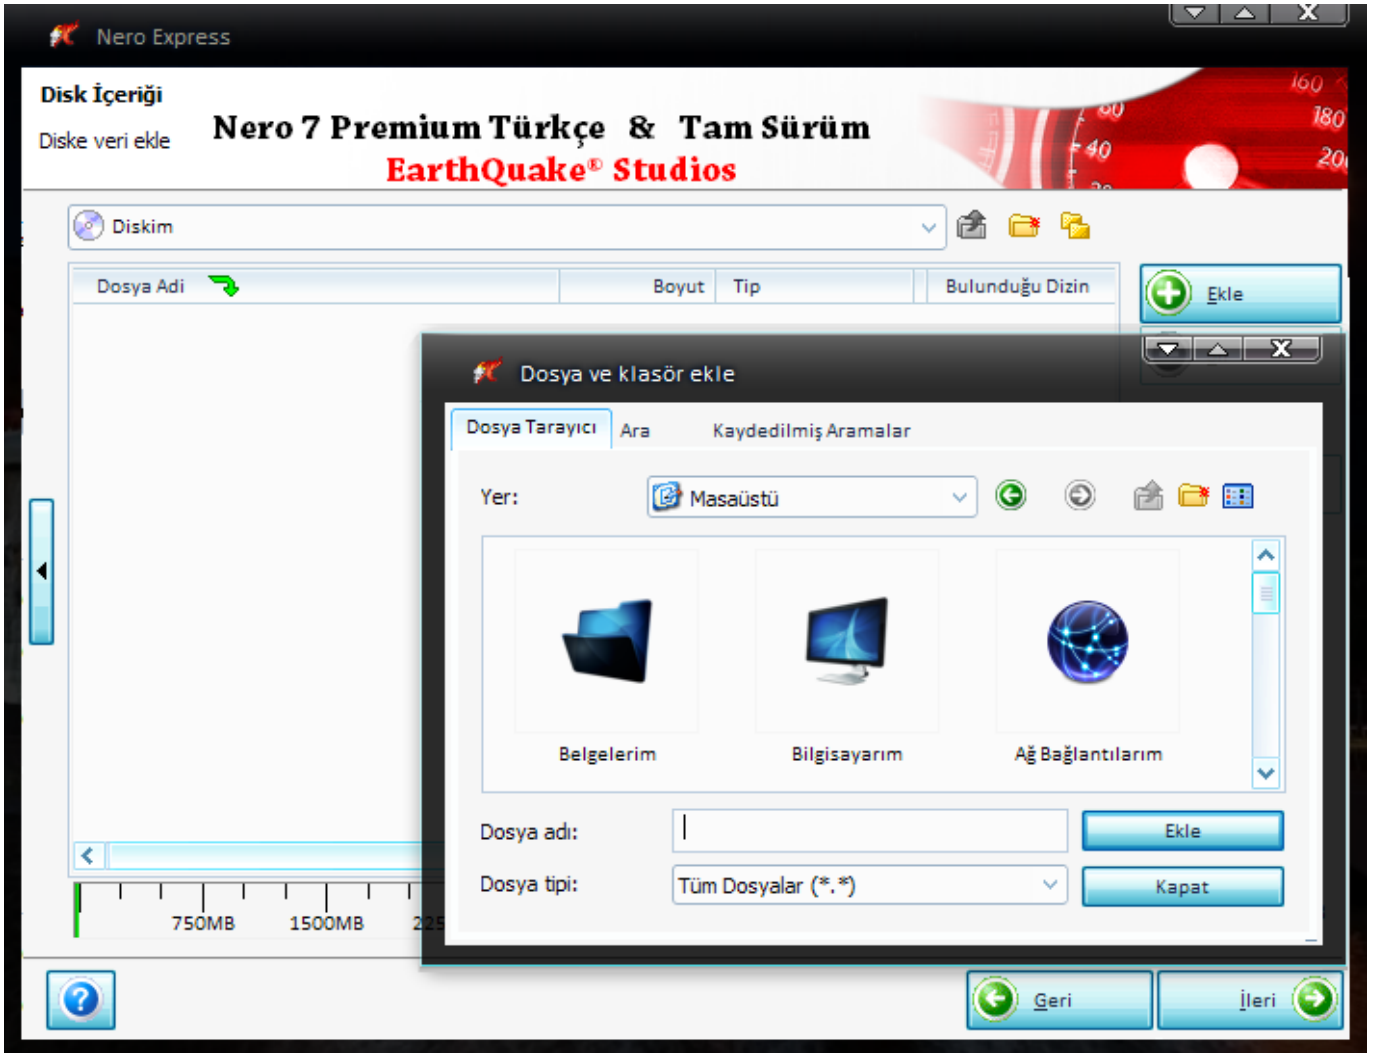 Nero Express
Disk İçeriği
Diske veri ekle
Nero 7 Premium Türkçe & Tam Sürüm
EarthQuake® Studios
160
180
60
40
Diskim
Dosya Adi
Boyut
Tip
Bulunduğu Dizin
Ekle
Dosya ve klasör ekle
Dosya Tarayıcı
Ara
Kaydedilmiş Aramalar
Yer:
Masaüstü
Belgelerim
Bilgisayarım
Ağ Bağlantılarım
Dosya adı:
Ekle
Dosya tipi:
Tüm Dosyalar (*.*)
Kapat
750MB
1500MB
Geri
İleri